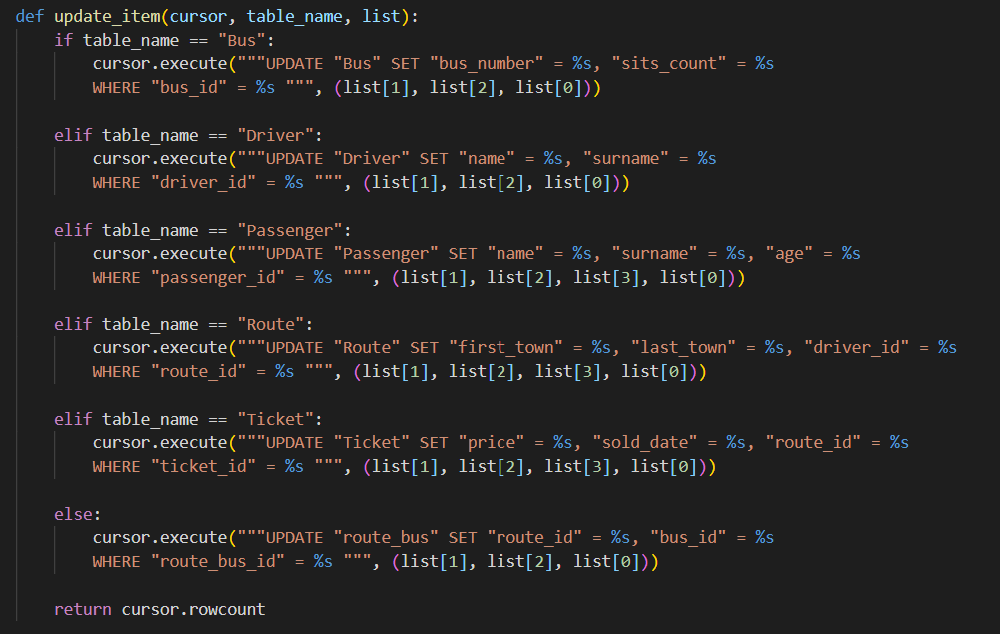 def update_item(cursor, table_name, list):
    if table_name == "Bus":
        cursor.execute("""UPDATE "Bus" SET "bus_number" = %s, "sits_count" = %s
        WHERE "bus_id" = %s """, (list[1], list[2], list[0]))

    elif table_name == "Driver":
        cursor.execute("""UPDATE "Driver" SET "name" = %s, "surname" = %s
        WHERE "driver_id" = %s """, (list[1], list[2], list[0]))

    elif table_name == "Passenger":
        cursor.execute("""UPDATE "Passenger" SET "name" = %s, "surname" = %s, "age" = %s
        WHERE "passenger_id" = %s """, (list[1], list[2], list[3], list[0]))

    elif table_name == "Route":
        cursor.execute("""UPDATE "Route" SET "first_town" = %s, "last_town" = %s, "driver_id" = %s
        WHERE "route_id" = %s """, (list[1], list[2], list[3], list[0]))

    elif table_name == "Ticket":
        cursor.execute("""UPDATE "Ticket" SET "price" = %s, "sold_date" = %s, "route_id" = %s
        WHERE "ticket_id" = %s """, (list[1], list[2], list[3], list[0]))

    else:
        cursor.execute("""UPDATE "route_bus" SET "route_id" = %s, "bus_id" = %s
        WHERE "route_bus_id" = %s """, (list[1], list[2], list[0]))

    return cursor.rowcount